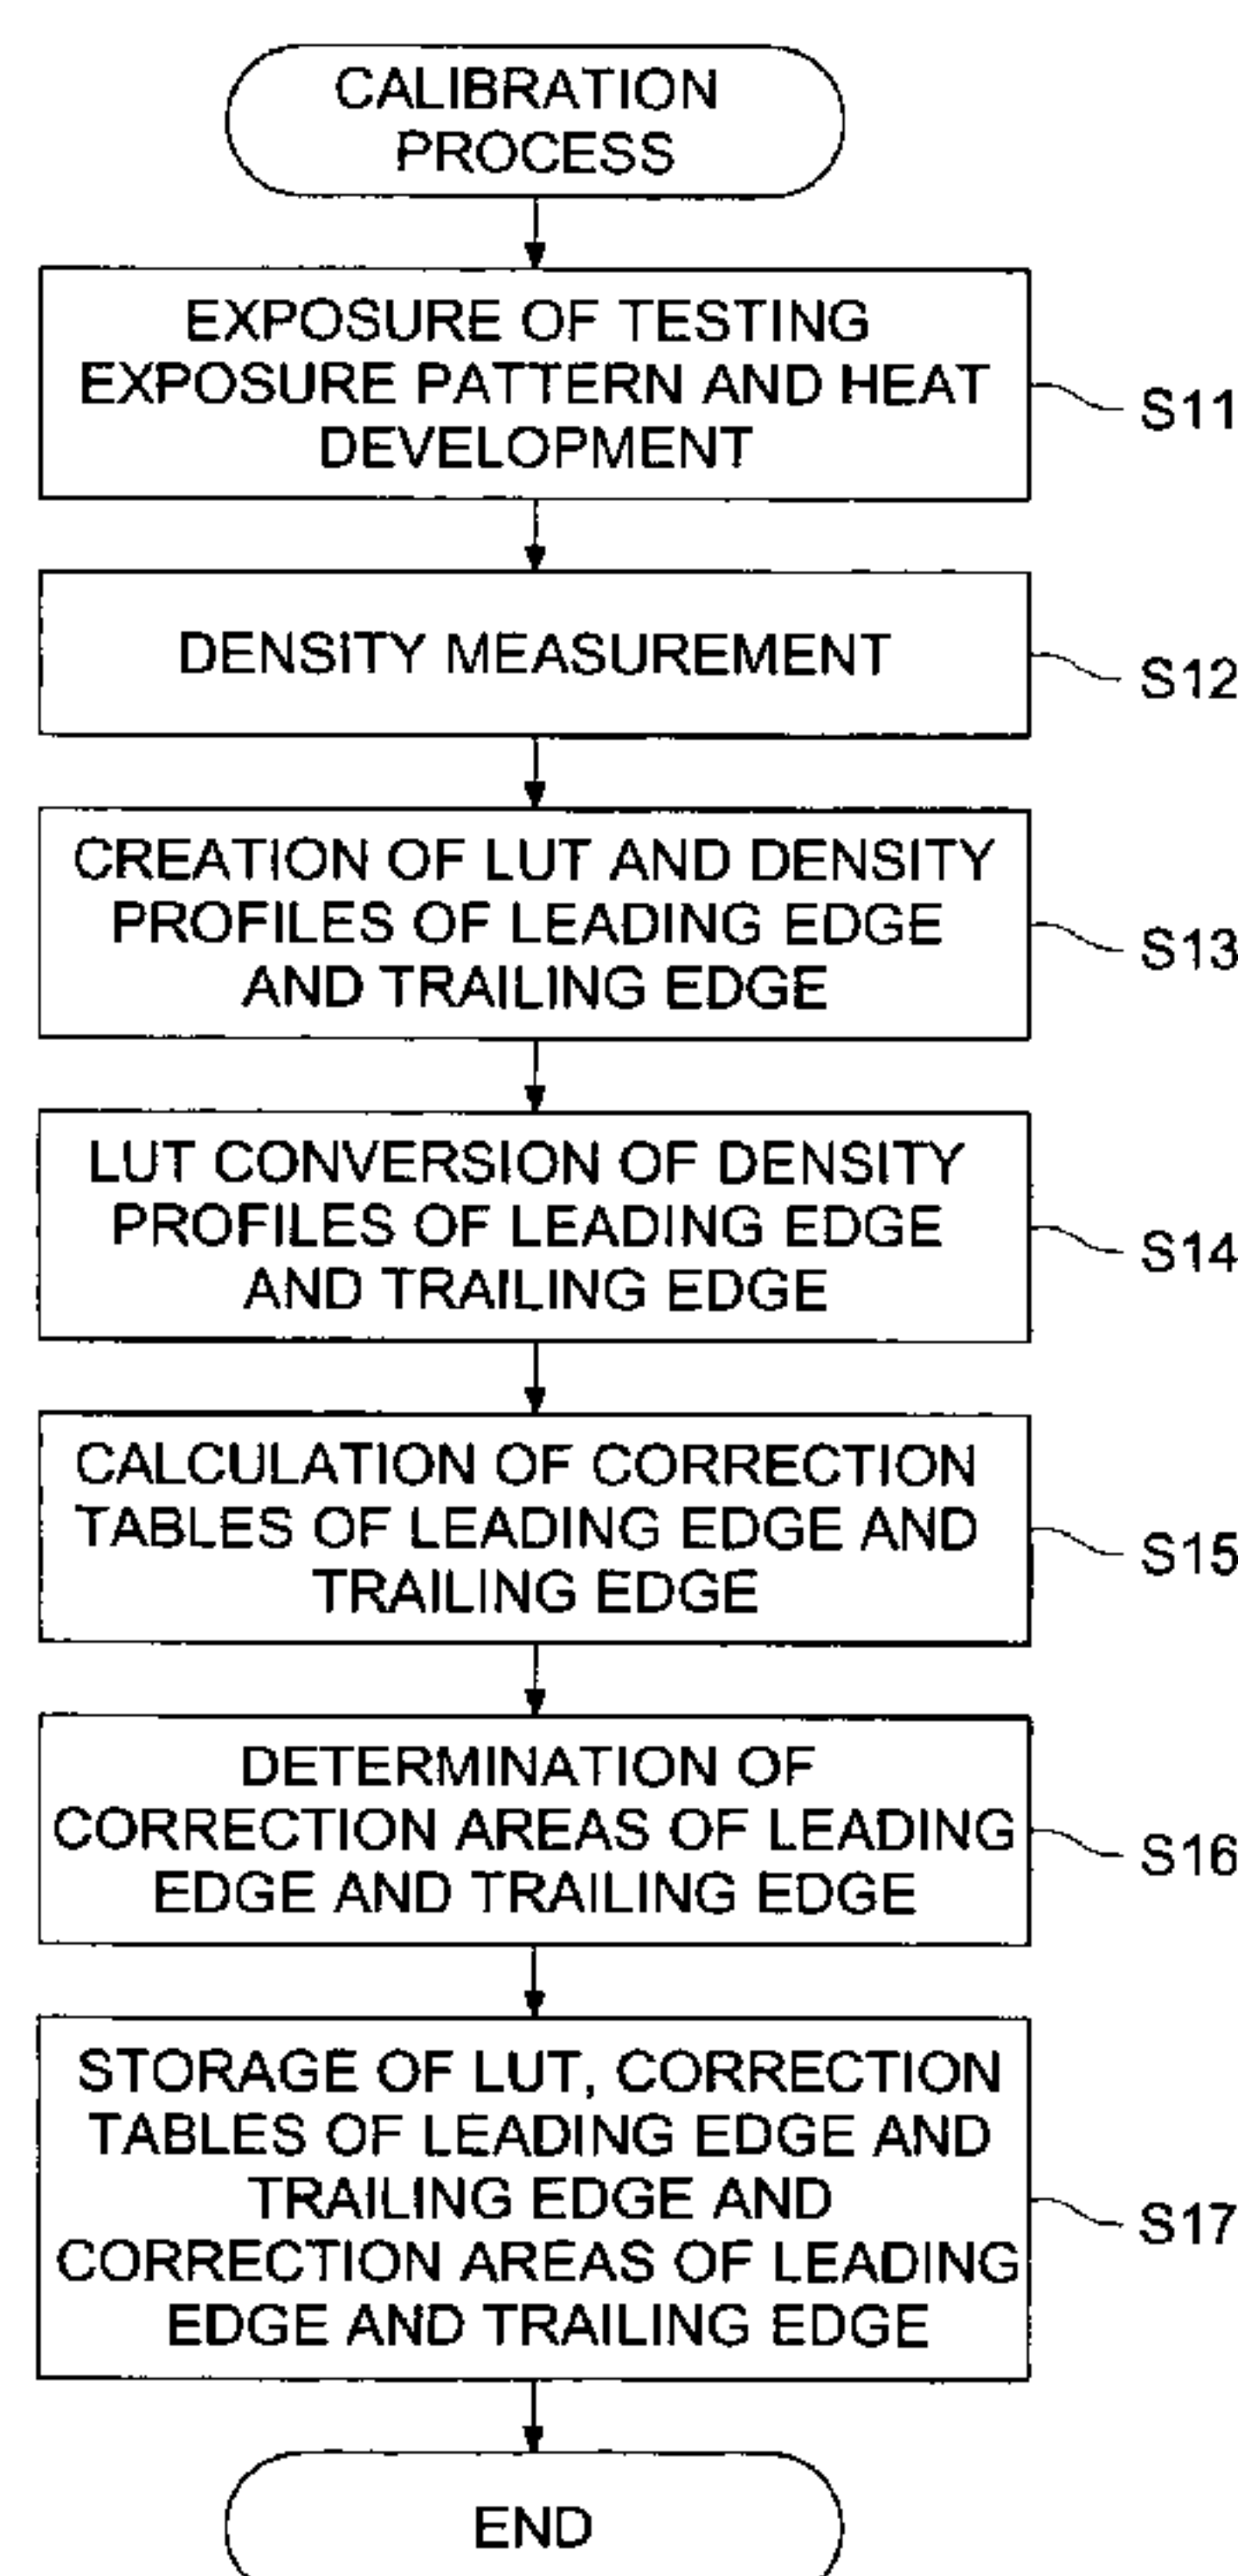 CALIBRATION
PROCESS
EXPOSURE OF TESTING
EXPOSURE PATTERN AND HEAT
DEVELOPMENT
S11
DENSITY MEASUREMENT
S12
CREATION OF LUT AND DENSITY
PROFILES OF LEADING EDGE
AND TRAILING EDGE
S13
LUT CONVERSION OF DENSITY
PROFILES OF LEADING EDGE
AND TRAILING EDGE
S14
CALCULATION OF CORRECTION
TABLES OF LEADING EDGE AND
TRAILING EDGE
S15
DETERMINATION OF
CORRECTION AREAS OF LEADING
EDGE AND TRAILING EDGE
S16
STORAGE OF LUT, CORRECTION
TABLES OF LEADING EDGE AND
TRAILING EDGE AND
CORRECTION AREAS OF LEADING
EDGE AND TRAILING EDGE
S17
END